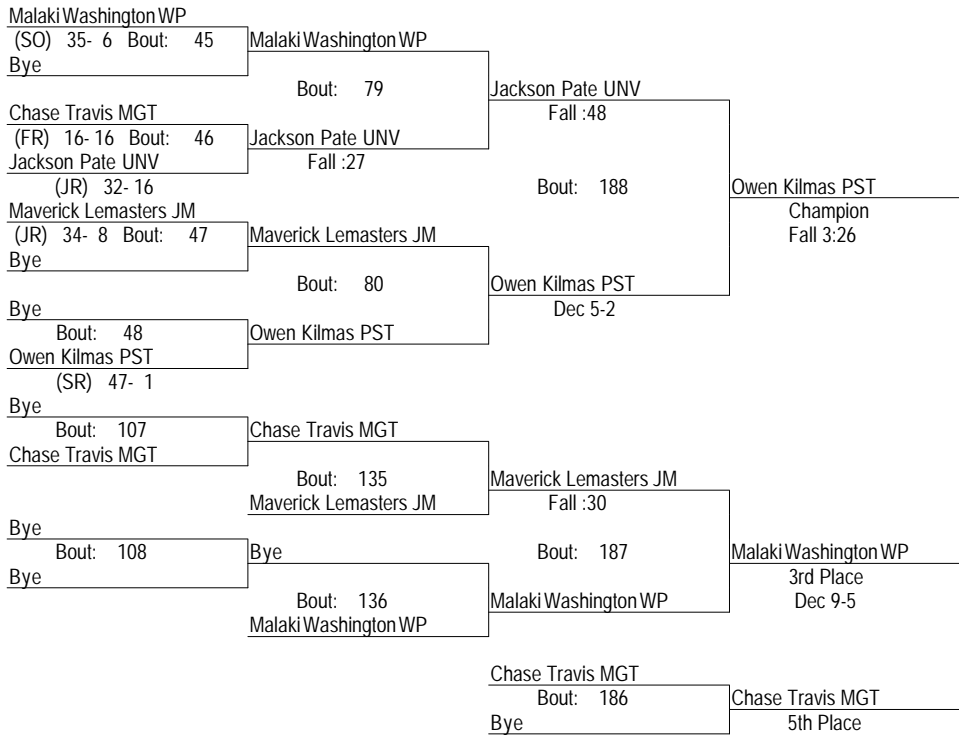 Malaki Washington WP
(SO) 35- 6 Bout: 45 Malaki Washington WP
Bye
Bout: 79 Jackson Pate UNV
Chase Travis MGT Fall :48
(FR) 16- 16 Bout: 46 Jackson Pate UNV
Jackson Pate UNV Fall :27
(JR) 32- 16 Bout: 188 Owen Kilmas PST
Maverick Lemasters JM Champion
(JR) 34- 8 Bout: 47 Maverick Lemasters JM Fall 3:26
Bye
Bout: 80 Owen Kilmas PST
Bye Dec 5-2
Bout: 48 Owen Kilmas PST
Owen Kilmas PST
(SR) 47- 1
Bye
Bout: 107 Chase Travis MGT
Chase Travis MGT
Bout: 135 Maverick Lemasters JM
Maverick Lemasters JM Fall :30
Bye
Bout: 108 Bye Bout: 187 Malaki Washington WP
Bye 3rd Place
Bout: 136 Malaki Washington WP Dec 9-5
Malaki Washington WP
Chase Travis MGT
Bout: 186 Chase Travis MGT
Bye 5th Place